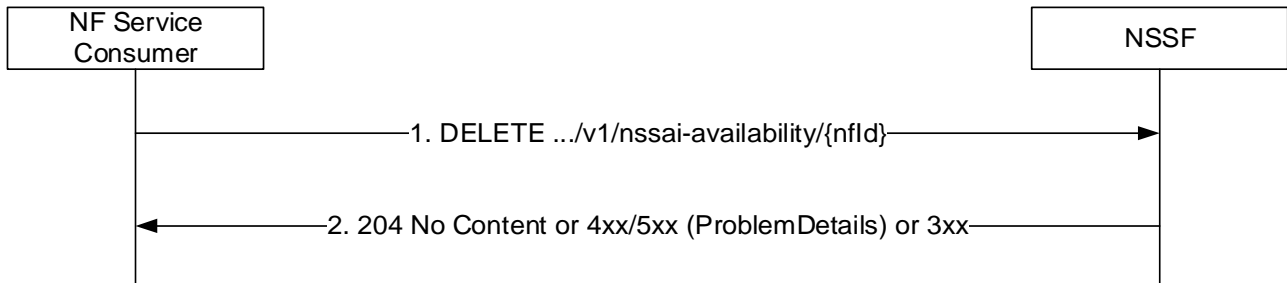 NF Service
Consumer
NSSF
1. DELETE .../v1/nssai-availability/{nfId}
2. 204 No Content or 4xx/5xx (ProblemDetails) or 3xx